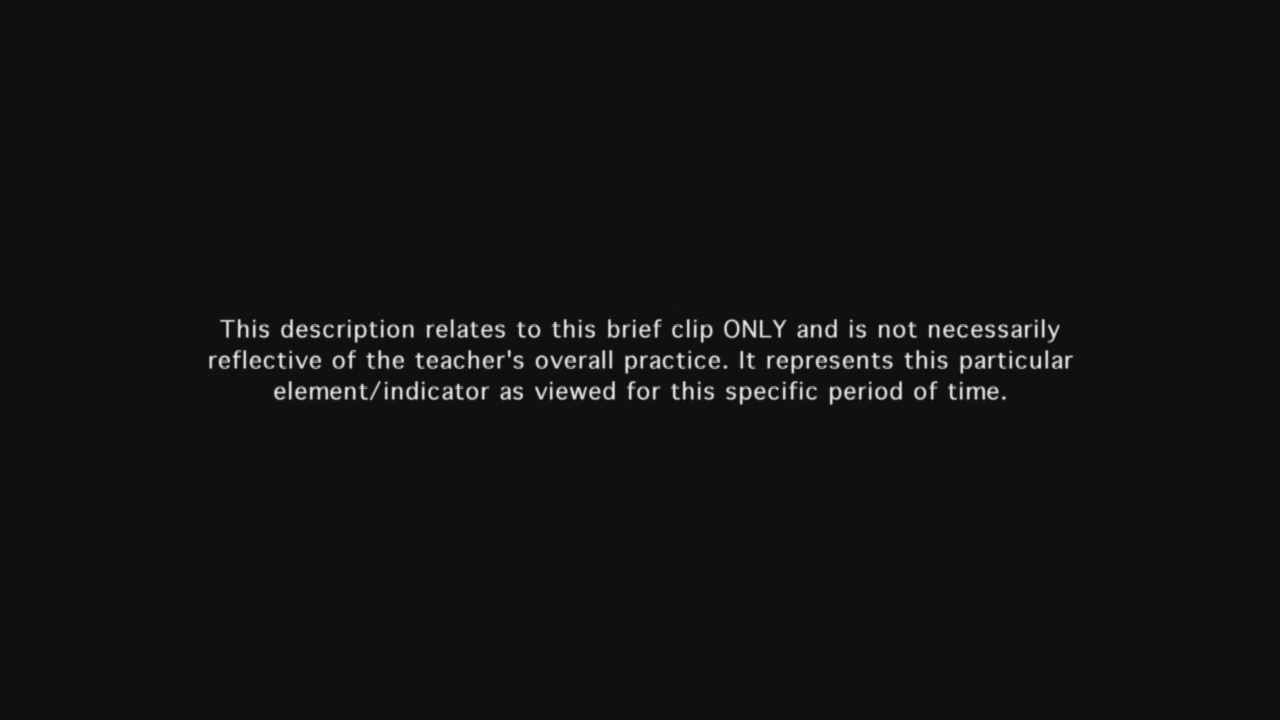 This description relates to this brief clip ONLY and is not necessarily
reflective of the teacher's overall practice. It represents this particular
element/indicator as viewed for this specific period of time.